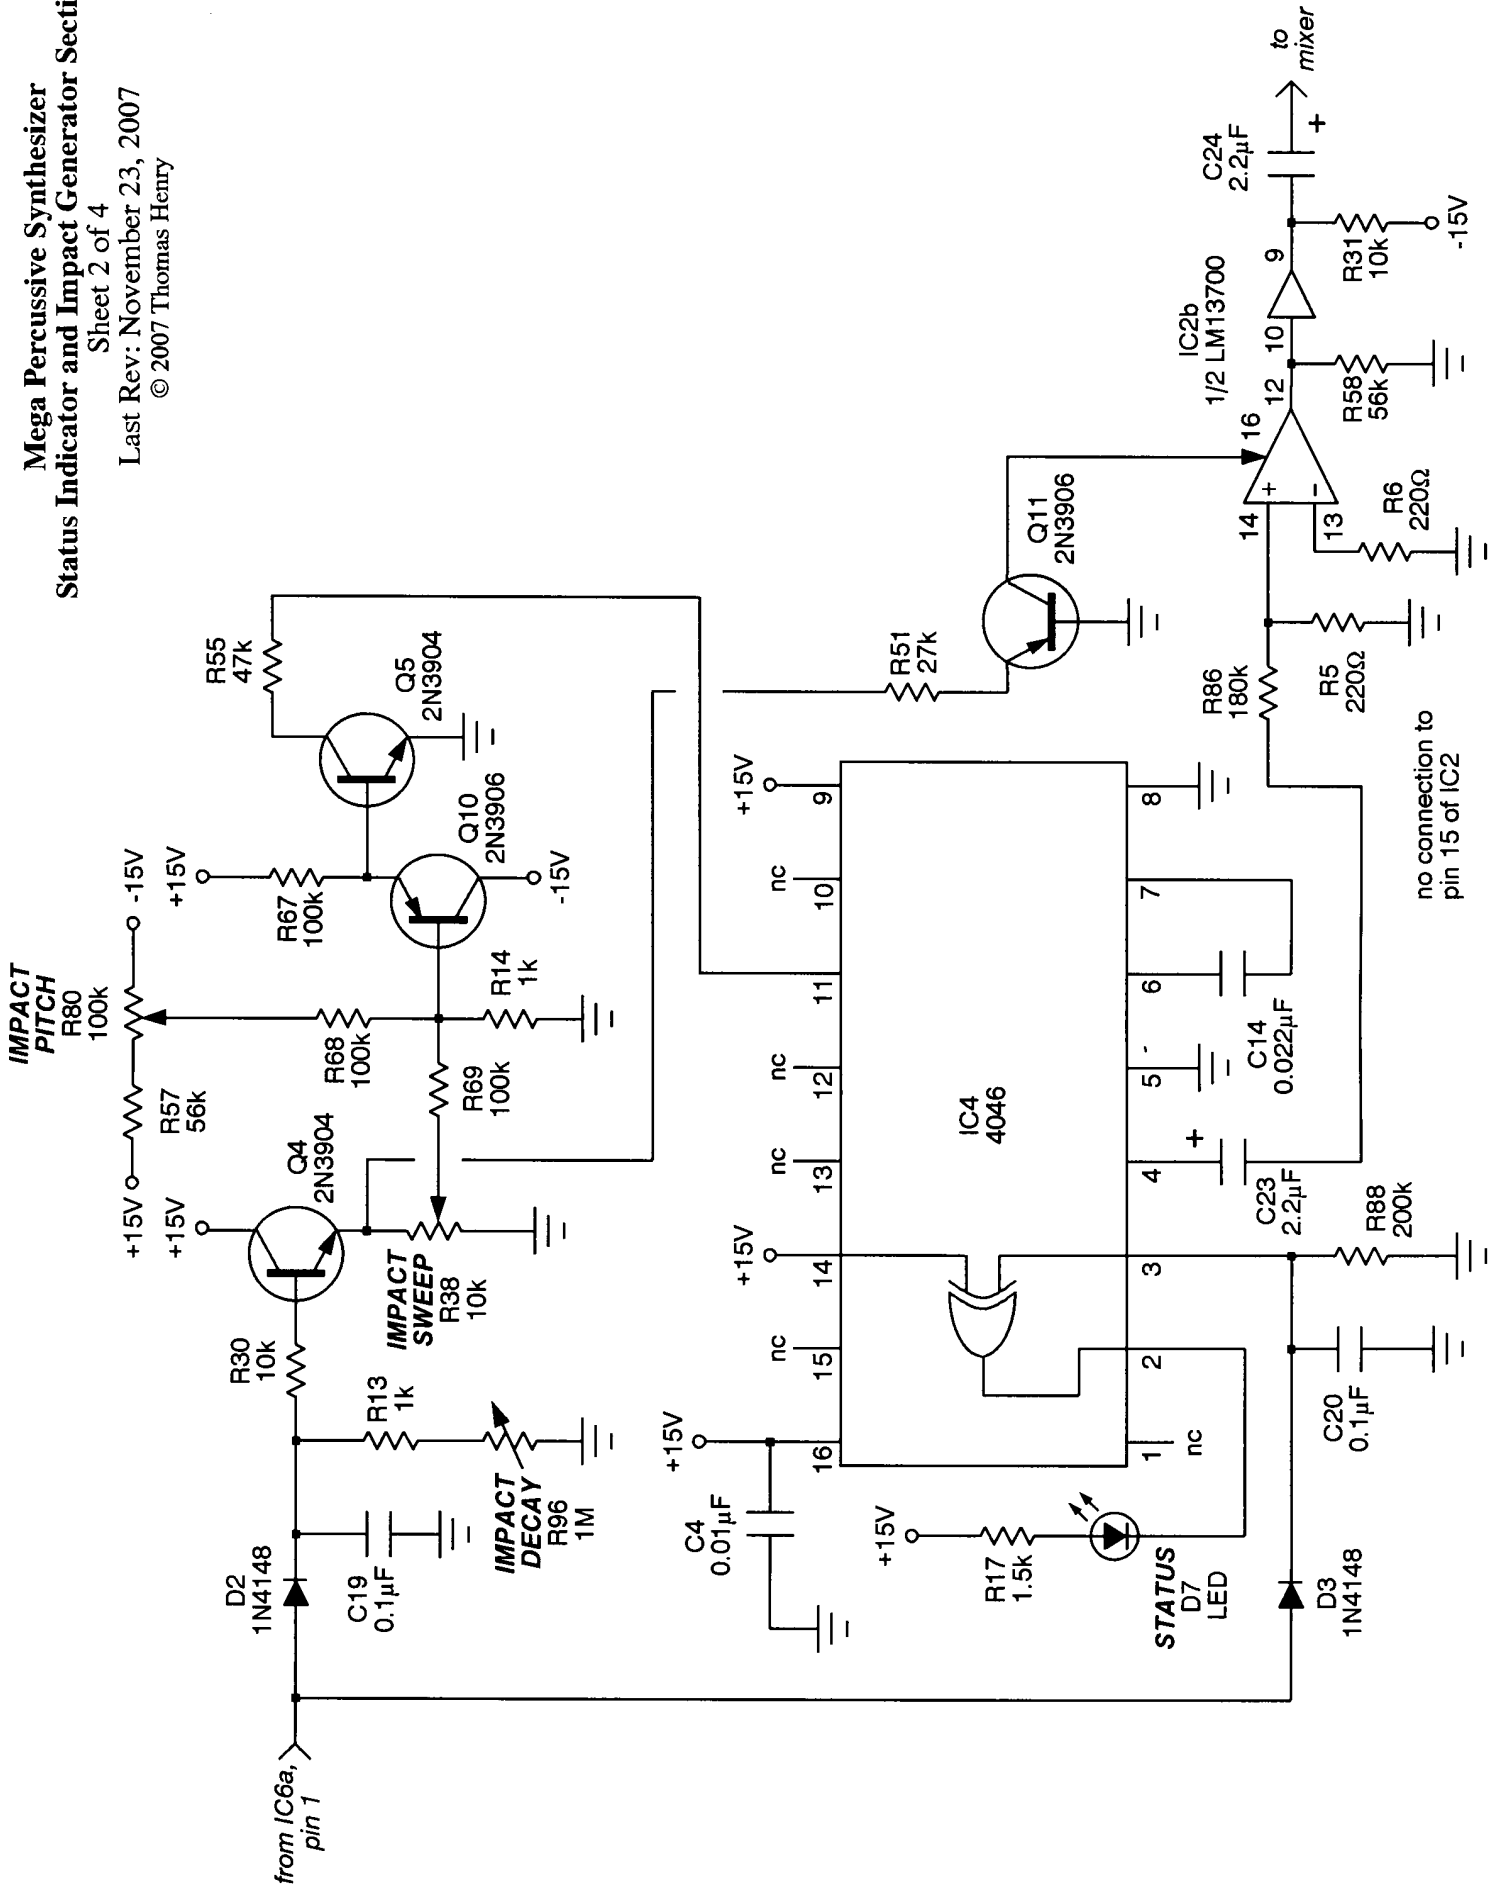 Mega Percussive Synthesizer
Status Indicator and Impact Generator Secti
Sheet 2 of 4
Last Rev: November 23, 2007
© 2007 Thomas Henry
from IC6a,
pin 1
D2
1N4148
C19
0.1µF
R30
10k
R13
1k
IMPACT
DECAY
R96
1M
+15V
Q4
2N3904
IMPACT
SWEEP
R38
10k
+15V
R57
56k
IMPACT
PITCH
R80
100k
-15V
R68
100k
R69
100k
R14
1k
+15V
R67
100k
Q10
2N3906
-15V
Q5
2N3904
R55
47k
R51
27k
Q11
2N3906
+15V
C4
0.01µF
16
15
nc
14
+15V
13
nc
12
nc
11
10
nc
9
+15V
IC4
4046
1
nc
2
3
4
5
6
7
8
+15V
R17
1.5k
STATUS
D7
LED
D3
1N4148
C20
0.1µF
R88
200k
C23
2.2µF
+
C14
0.022µF
no connection to
pin 15 of IC2
R86
180k
R5
220Ω
R6
220Ω
14
13
+
-
16
12
IC2b
1/2 LM13700
R58
56k
10
9
R31
10k
-15V
C24
2.2µF
+
to
mixer